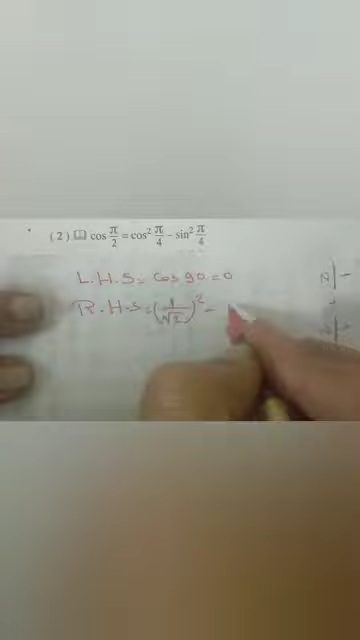 (2) 🕮 cos π/2 = cos² π/4 − sin² π/4
L.H.S = cos 90 = 0
R.H.S = (1/√2)² −